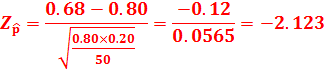 Z_p̂ = (0.68 − 0.80) / √((0.80×0.20) / 50) = (−0.12) / 0.0565 = −2.123